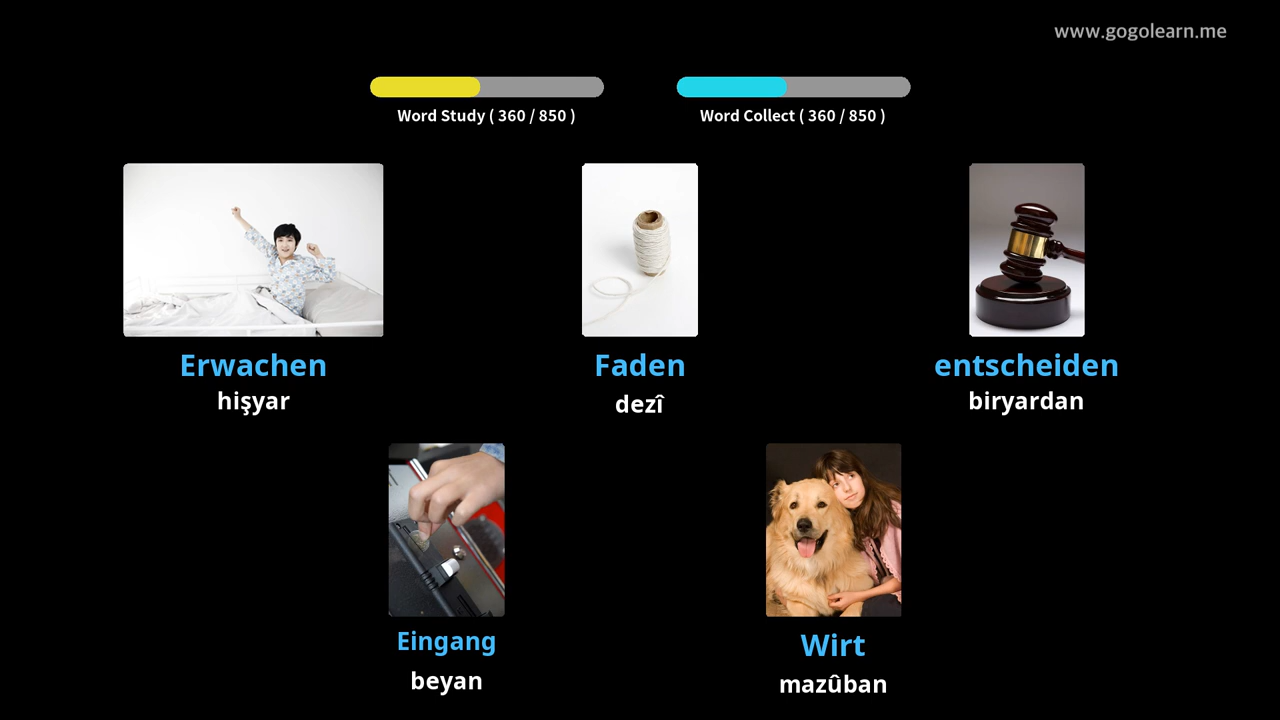 www.gogolearn.me
Word Study ( 360 / 850 )
Word Collect ( 360 / 850 )
Erwachen
hişyar
Faden
dezî
entscheiden
biryardan
Eingang
beyan
Wirt
mazûban